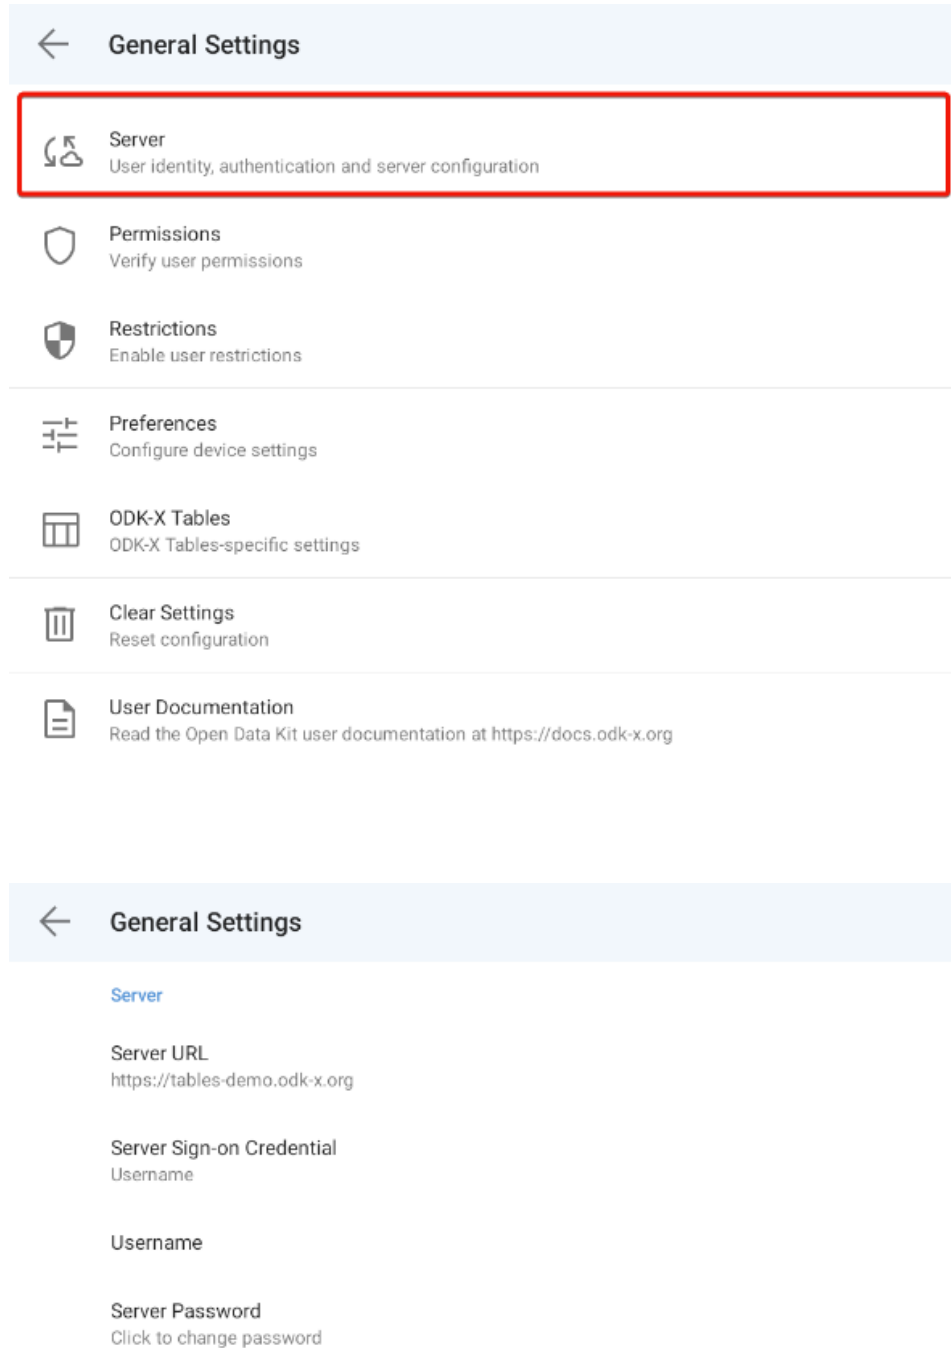 General Settings
Server
User identity, authentication and server configuration
Permissions
Verify user permissions
Restrictions
Enable user restrictions
Preferences
Configure device settings
ODK-X Tables
ODK-X Tables-specific settings
Clear Settings
Reset configuration
User Documentation
Read the Open Data Kit user documentation at https://docs.odk-x.org
General Settings
Server
Server URL
https://tables-demo.odk-x.org
Server Sign-on Credential
Username
Username
Server Password
Click to change password